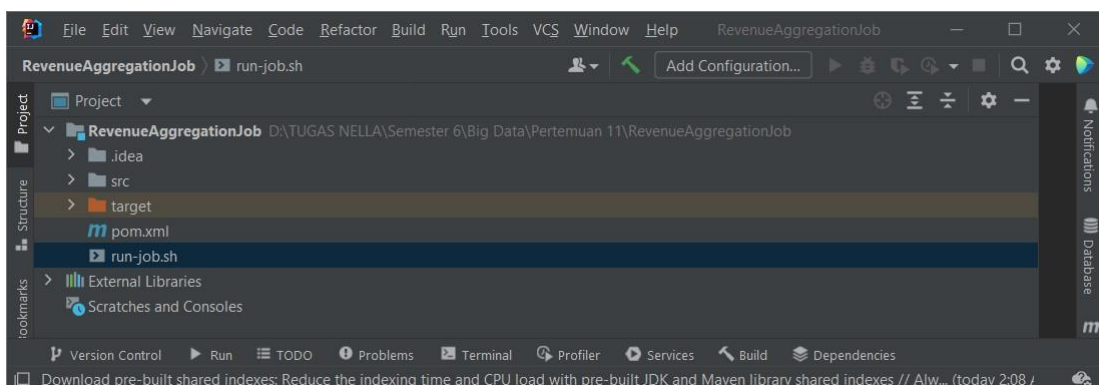 File Edit View Navigate Code Refactor Build Run Tools VCS Window Help RevenueAggregationJob
RevenueAggregationJob run-job.sh Add Configuration...
Project
Project
RevenueAggregationJob D:\TUGAS NELLA\Semester 6\Big Data\Pertemuan 11\RevenueAggregationJob
.idea
src
target
pom.xml
run-job.sh
External Libraries
Scratches and Consoles
Structure
Bookmarks
Notifications
Database
Version Control Run TODO Problems Terminal Profiler Services Build Dependencies
Download pre-built shared indexes: Reduce the indexing time and CPU load with pre-built JDK and Maven library shared indexes // Alw... (today 2:08